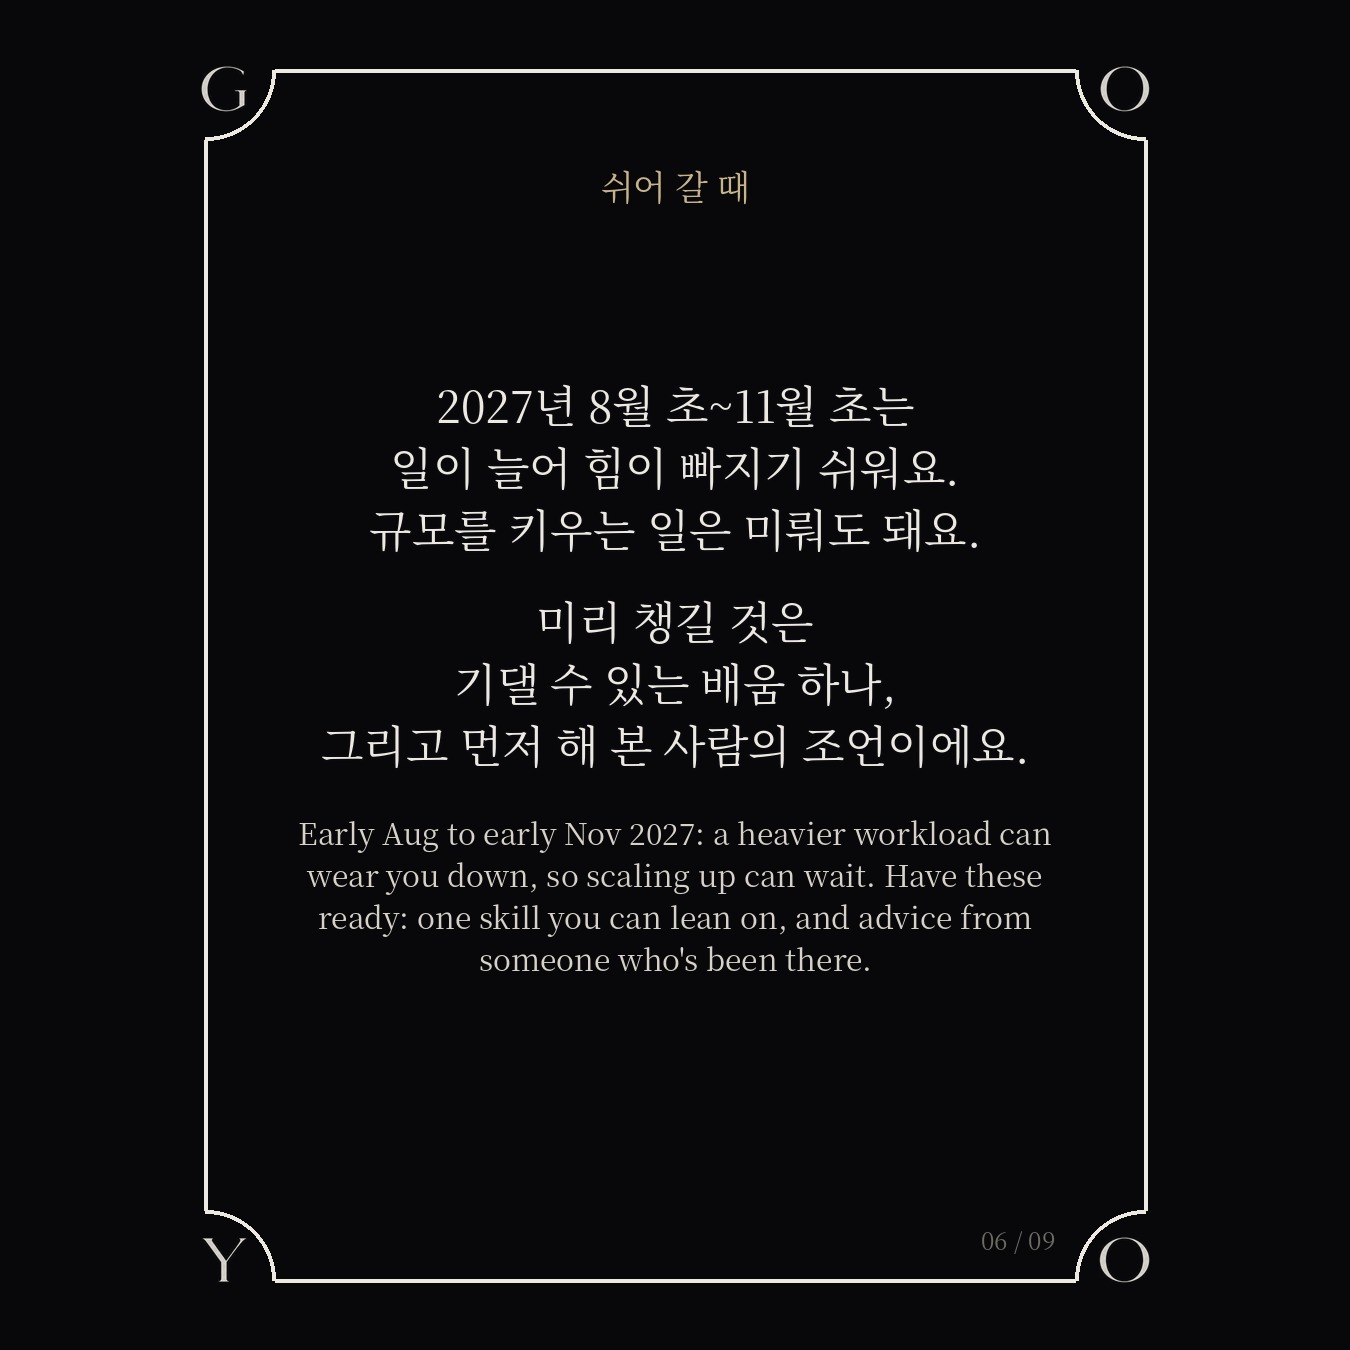 G O
쉬어 갈 때
2027년 8월 초~11월 초는
일이 늘어 힘이 빠지기 쉬워요.
규모를 키우는 일은 미뤄도 돼요.
미리 챙길 것은
기댈 수 있는 배움 하나,
그리고 먼저 해 본 사람의 조언이에요.
Early Aug to early Nov 2027: a heavier workload can
wear you down, so scaling up can wait. Have these
ready: one skill you can lean on, and advice from
someone who's been there.
06 / 09
Y O